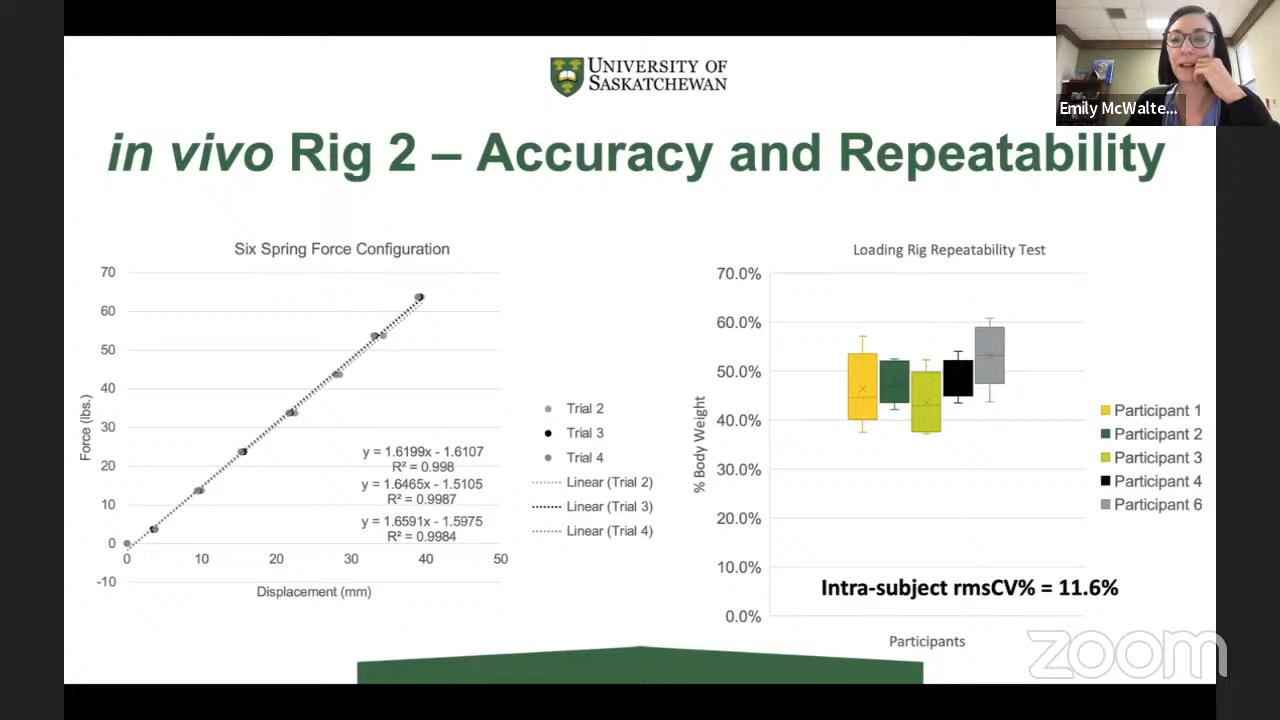 UNIVERSITY OF
SASKATCHEWAN
Emily McWalte...
in vivo Rig 2 – Accuracy and Repeatability
Six Spring Force Configuration
70
60
50
40
30
20
10
0
-10
0 10 20 30 40 50
Force (lbs.)
Displacement (mm)
y = 1.6199x - 1.6107
R² = 0.998
y = 1.6465x - 1.5105
R² = 0.9987
y = 1.6591x - 1.5975
R² = 0.9984
Trial 2
Trial 3
Trial 4
Linear (Trial 2)
Linear (Trial 3)
Linear (Trial 4)
Loading Rig Repeatability Test
70.0%
60.0%
50.0%
40.0%
30.0%
20.0%
10.0%
0.0%
% Body Weight
Intra-subject rmsCV% = 11.6%
Participants
Participant 1
Participant 2
Participant 3
Participant 4
Participant 6
zoom